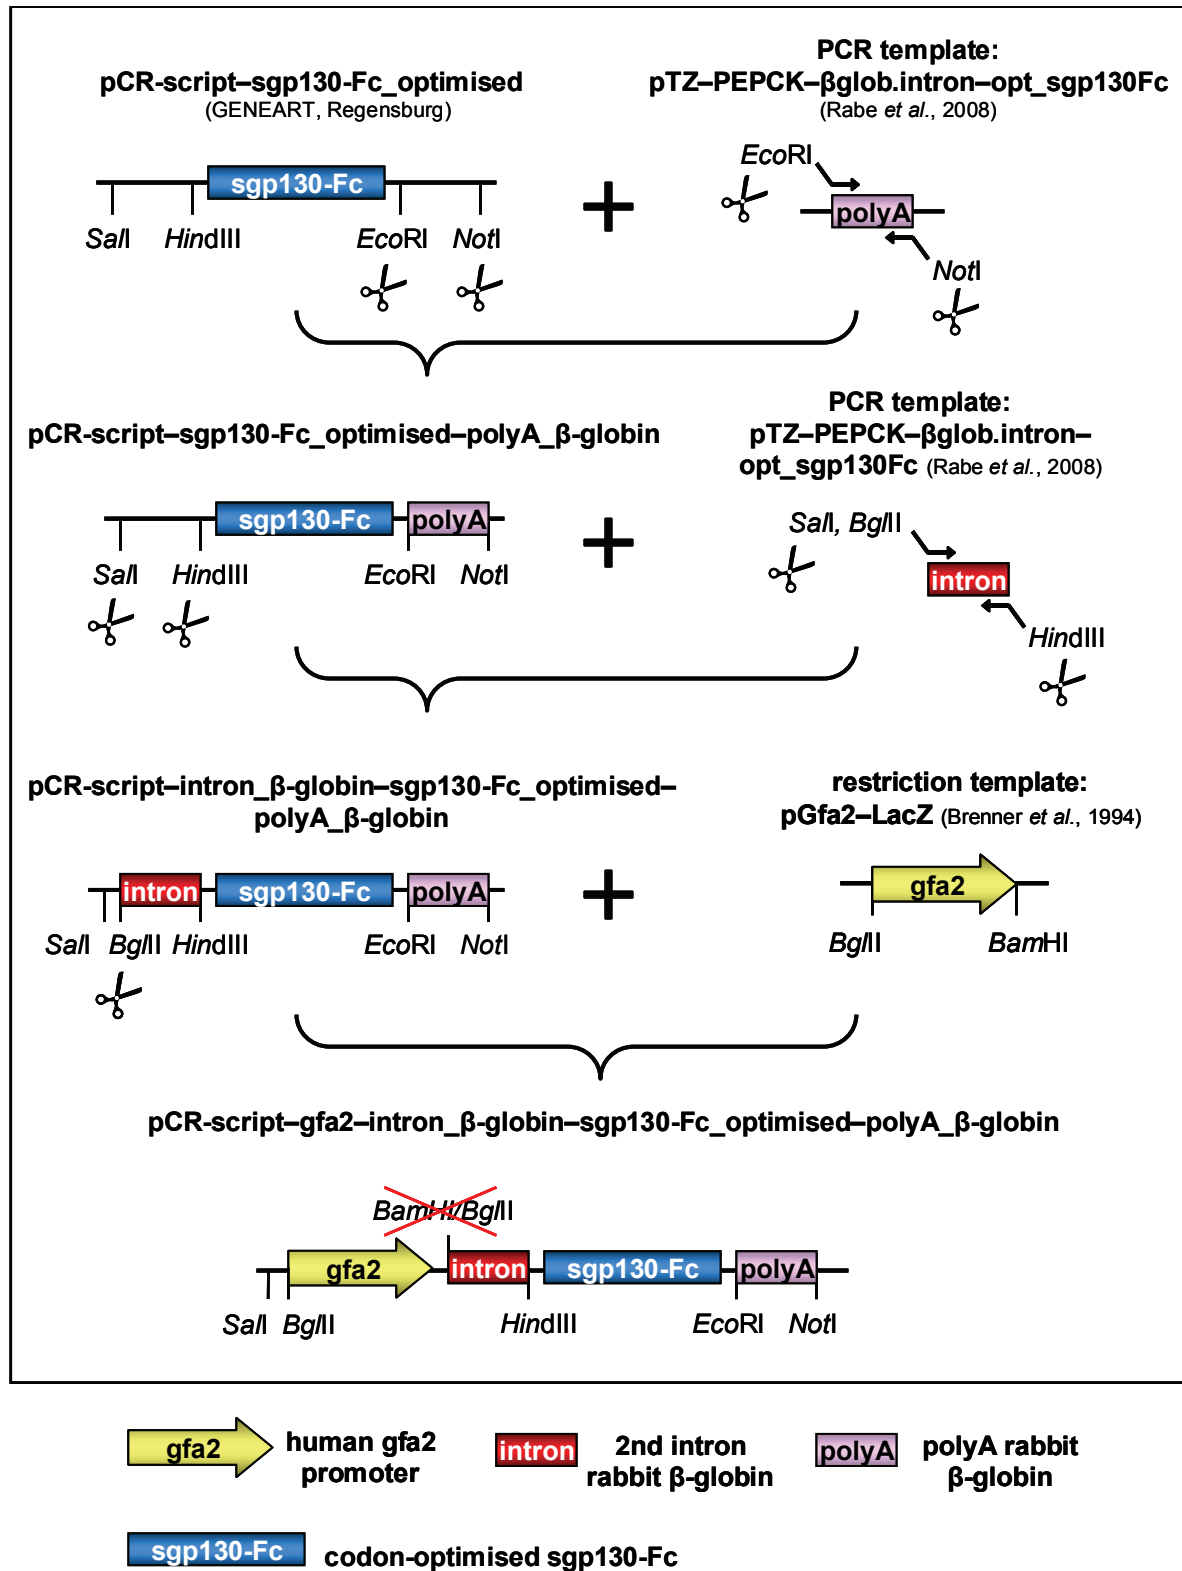 pCR-script–sgp130-Fc_optimised
(GENEART, Regensburg)
PCR template:
pTZ–PEPCK–βglob.intron–opt_sgp130Fc
(Rabe et al., 2008)
sgp130-Fc
SalI HindIII EcoRI NotI
+
EcoRI
polyA
NotI
pCR-script–sgp130-Fc_optimised–polyA_β-globin
PCR template:
pTZ–PEPCK–βglob.intron–
opt_sgp130Fc (Rabe et al., 2008)
sgp130-Fc polyA
SalI HindIII EcoRI NotI
+
SalI, BglII
intron
HindIII
pCR-script–intron_β-globin–sgp130-Fc_optimised–
polyA_β-globin
restriction template:
pGfa2–LacZ (Brenner et al., 1994)
intron sgp130-Fc polyA
SalI BglII HindIII EcoRI NotI
+
gfa2
BglII BamHI
pCR-script–gfa2–intron_β-globin–sgp130-Fc_optimised–polyA_β-globin
BamHI/BglII
gfa2 intron sgp130-Fc polyA
SalI BglII HindIII EcoRI NotI
gfa2 human gfa2
promoter
intron 2nd intron
rabbit β-globin
polyA polyA rabbit
β-globin
sgp130-Fc codon-optimised sgp130-Fc